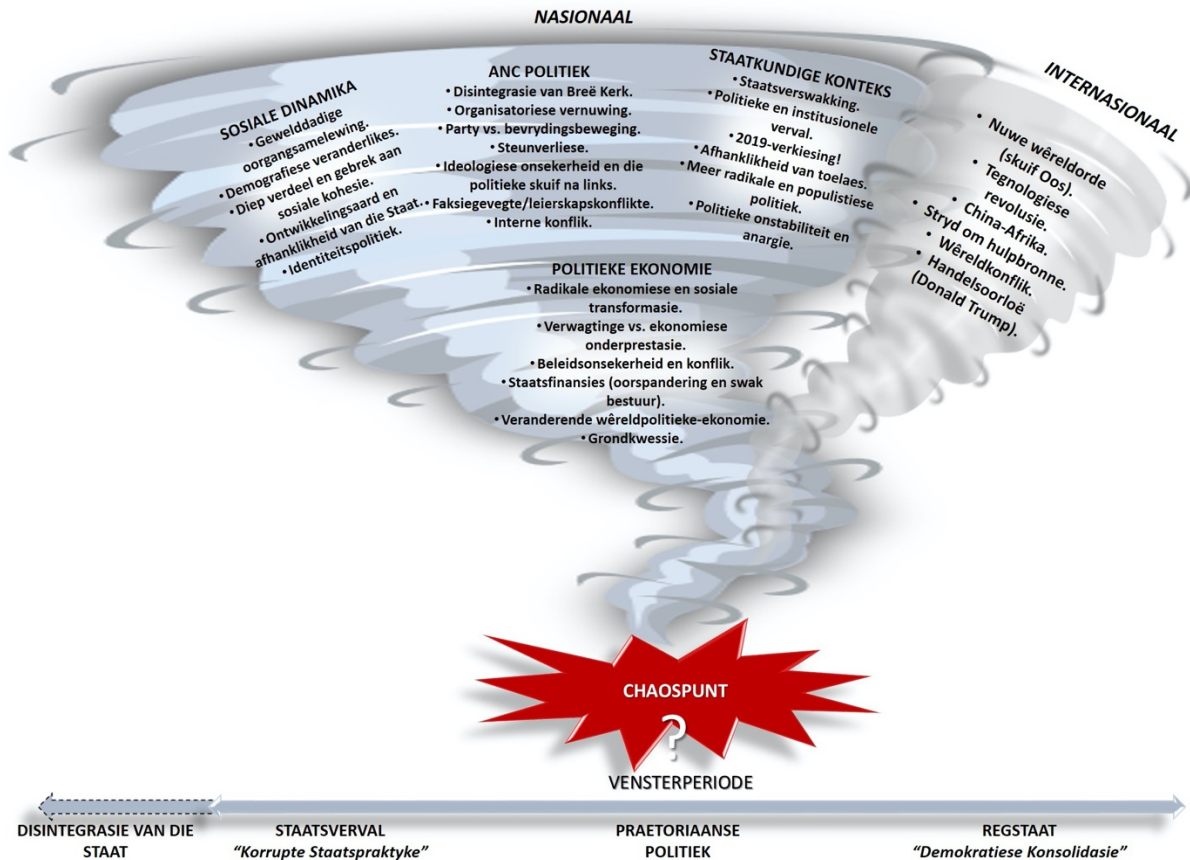 NASIONAAL
SOSIALE DINAMIKA
• Gewelddadige
oorgangsamelewing.
• Demografiese veranderlikes.
• Diep verdeel en gebrek aan
sosiale kohesie.
• Ontwikkelingsaard en
afhanklikheid van die Staat.
• Identiteitspolitiek.
ANC POLITIEK
• Disintegrasie van Breë Kerk.
• Organisatoriese vernuwing.
• Party vs. bevrydingsbeweging.
• Steunverliese.
• Ideologiese onsekerheid en die
politieke skuif na links.
• Faksiegevegte/leierskapskonflikte.
• Interne konflik.
STAATKUNDIGE KONTEKS
• Staatsverswakking.
• Politieke en institusionele
verval.
• 2019-verkiesing!
• Afhanklikheid van toelaes.
• Meer radikale en populistiese
politiek.
• Politieke onstabiliteit en
anargie.
INTERNASIONAAL
• Nuwe wêreldorde
(skuif Oos).
• Tegnologiese
revolusie.
• China-Afrika.
• Stryd om hulpbronne.
• Wêreldkonflik.
• Handelsoorloë
(Donald Trump).
POLITIEKE EKONOMIE
• Radikale ekonomiese en sosiale
transformasie.
• Verwagtinge vs. ekonomiese
onderprestasie.
• Beleidsonsekerheid en konflik.
• Staatsfinansies (oorspandering en swak
bestuur).
• Veranderende wêreldpolitieke-ekonomie.
• Grondkwessie.
CHAOSPUNT
?
VENSTERPERIODE
DISINTEGRASIE VAN DIE
STAAT
STAATSVERVAL
“Korrupte Staatspraktyke”
PRAETORIAANSE
POLITIEK
REGSTAAT
“Demokratiese Konsolidasie”